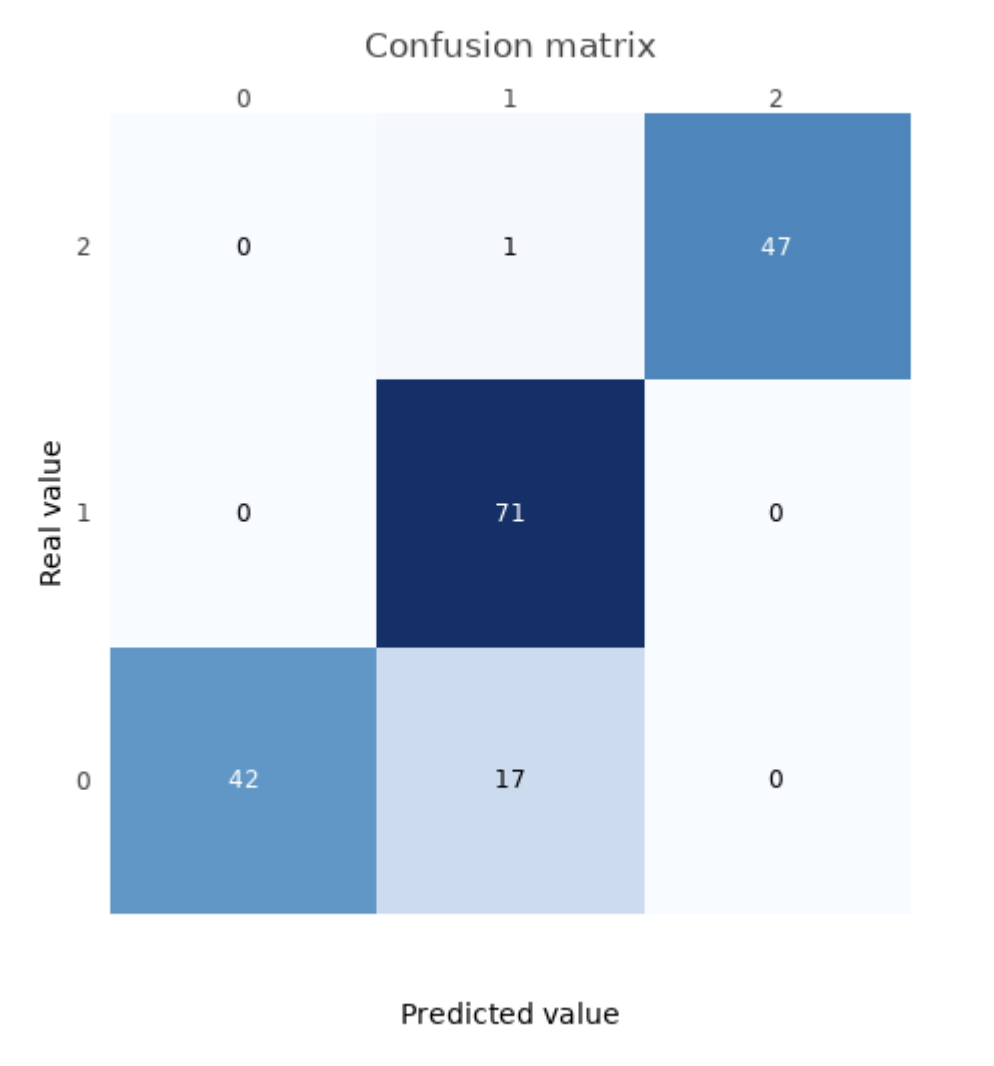 Confusion matrix
0 1 2
2 0 1 47
Real value
1 0 71 0
0 42 17 0
Predicted value